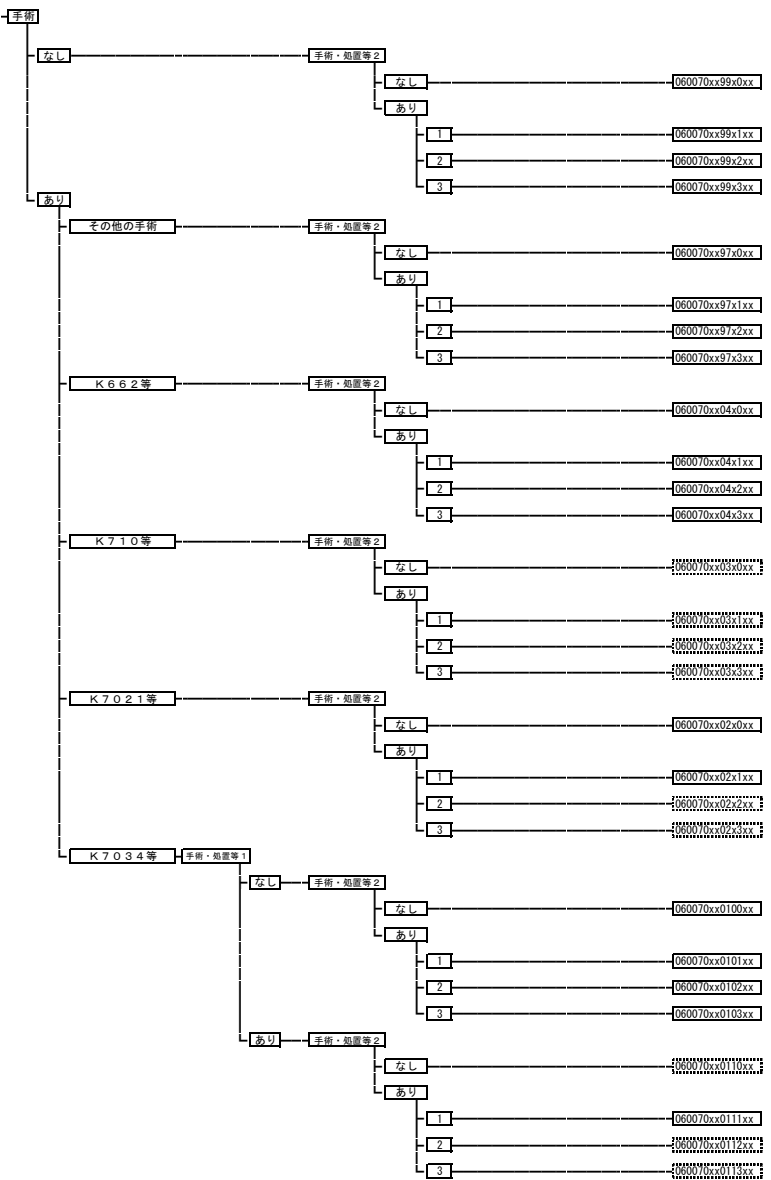 手術
なし 手術・処置等2
なし 060070xx99x0xx
あり
1 060070xx99x1xx
2 060070xx99x2xx
3 060070xx99x3xx
あり
その他の手術 手術・処置等2
なし 060070xx97x0xx
あり
1 060070xx97x1xx
2 060070xx97x2xx
3 060070xx97x3xx
K662等 手術・処置等2
なし 060070xx04x0xx
あり
1 060070xx04x1xx
2 060070xx04x2xx
3 060070xx04x3xx
K710等 手術・処置等2
なし 060070xx03x0xx
あり
1 060070xx03x1xx
2 060070xx03x2xx
3 060070xx03x3xx
K7021等 手術・処置等2
なし 060070xx02x0xx
あり
1 060070xx02x1xx
2 060070xx02x2xx
3 060070xx02x3xx
K7034等 手術・処置等1
なし 手術・処置等2
なし 060070xx0100xx
あり
1 060070xx0101xx
2 060070xx0102xx
3 060070xx0103xx
あり 手術・処置等2
なし 060070xx0110xx
あり
1 060070xx0111xx
2 060070xx0112xx
3 060070xx0113xx